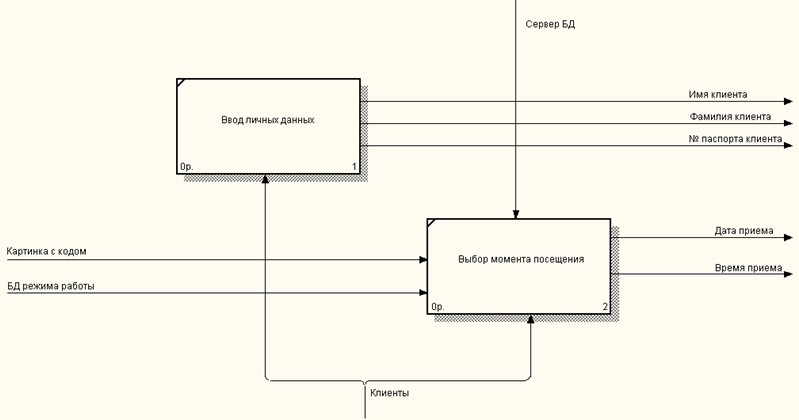 Сервер БД
Имя клиента
Фамилия клиента
Ввод личных данных
№ паспорта клиента
0р. 1
Дата приема
Картинка с кодом
Выбор момента посещения
Время приема
БД режима работы
0р. 2
Клиенты